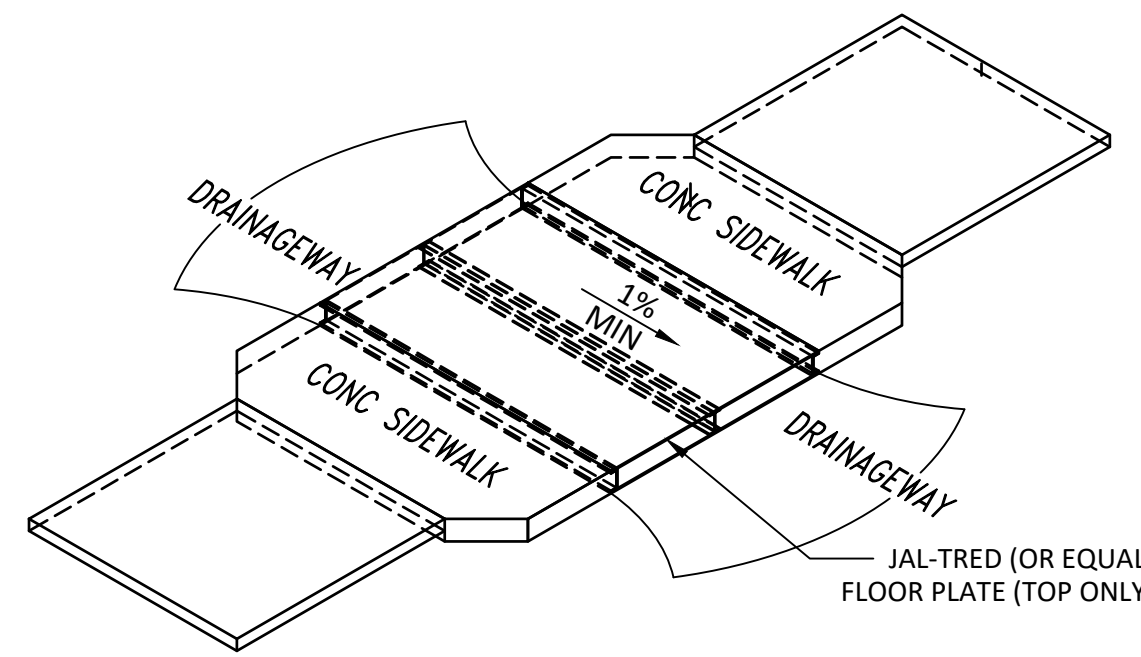 CONC SIDEWALK
DRAINAGEWAY
1%
MIN
CONC SIDEWALK
DRAINAGEWAY
JAL-TRED (OR EQUAL
FLOOR PLATE (TOP ONLY